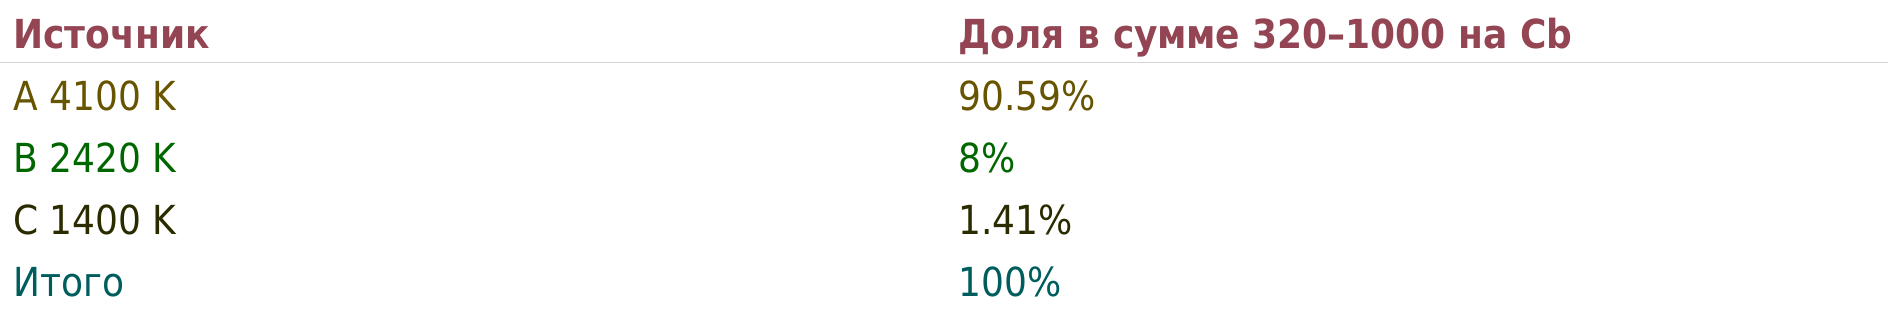 Источник Доля в сумме 320–1000 на Cb
A 4100 K 90.59%
B 2420 K 8%
C 1400 K 1.41%
Итого 100%